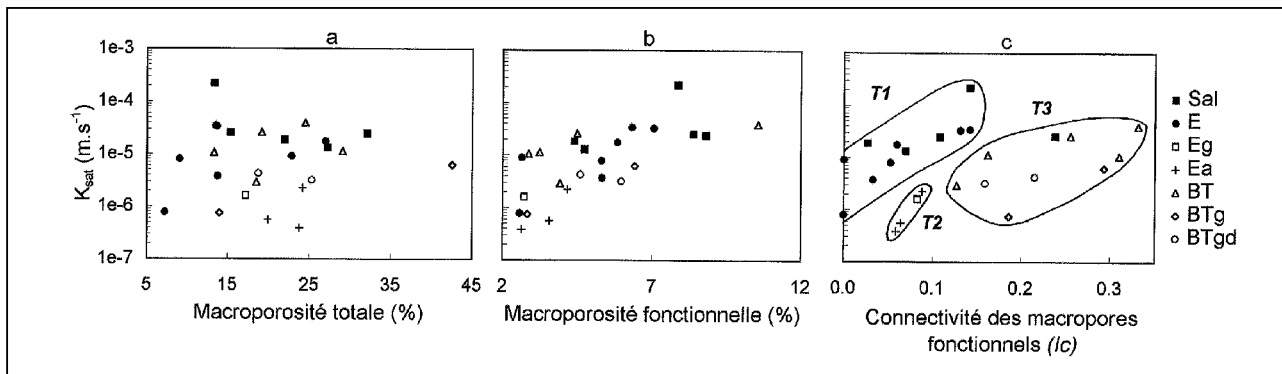 a
b
c
1e-3
1e-4
1e-5
1e-6
1e-7
K_sat (m.s⁻¹)
5 15 25 35 45
Macroporosité totale (%)
2 7 12
Macroporosité fonctionnelle (%)
T1
T2
T3
0.0 0.1 0.2 0.3
Connectivité des macropores
fonctionnels (Ic)
Sal
E
Eg
Ea
BT
BTg
BTgd